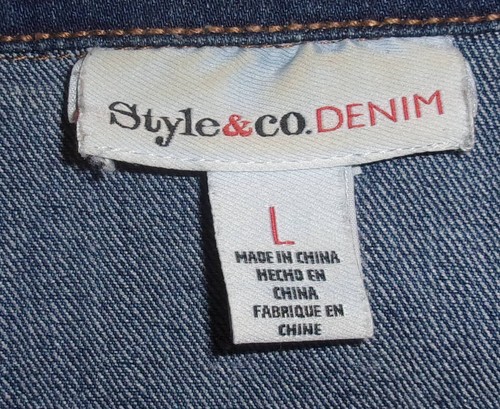 Style&co.DENIM
L
MADE IN CHINA
HECHO EN
CHINA
FABRIQUE EN
CHINE